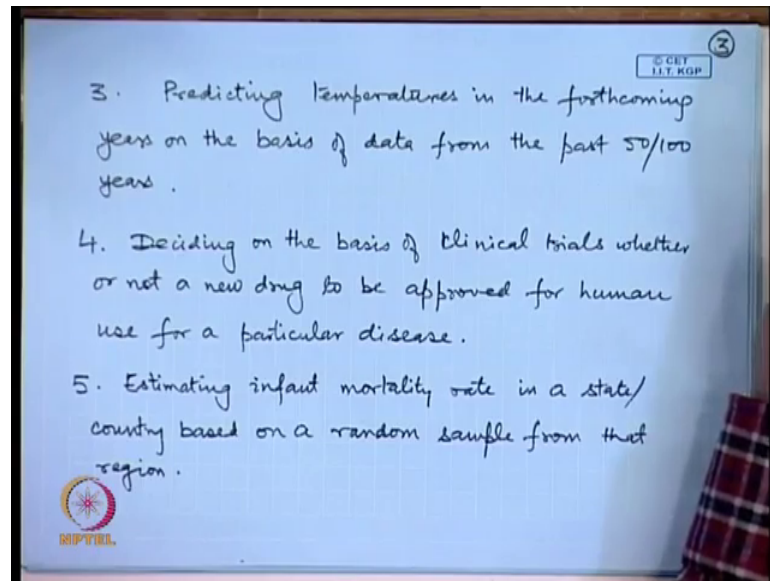 3
© CET
I.I.T. KGP
3. Predicting temperatures in the forthcoming
years on the basis of data from the past 50/100
years.
4. Deciding on the basis of clinical trials whether
or not a new drug to be approved for human
use for a particular disease.
5. Estimating infant mortality rate in a state/
country based on a random sample from that
region.
NPTEL